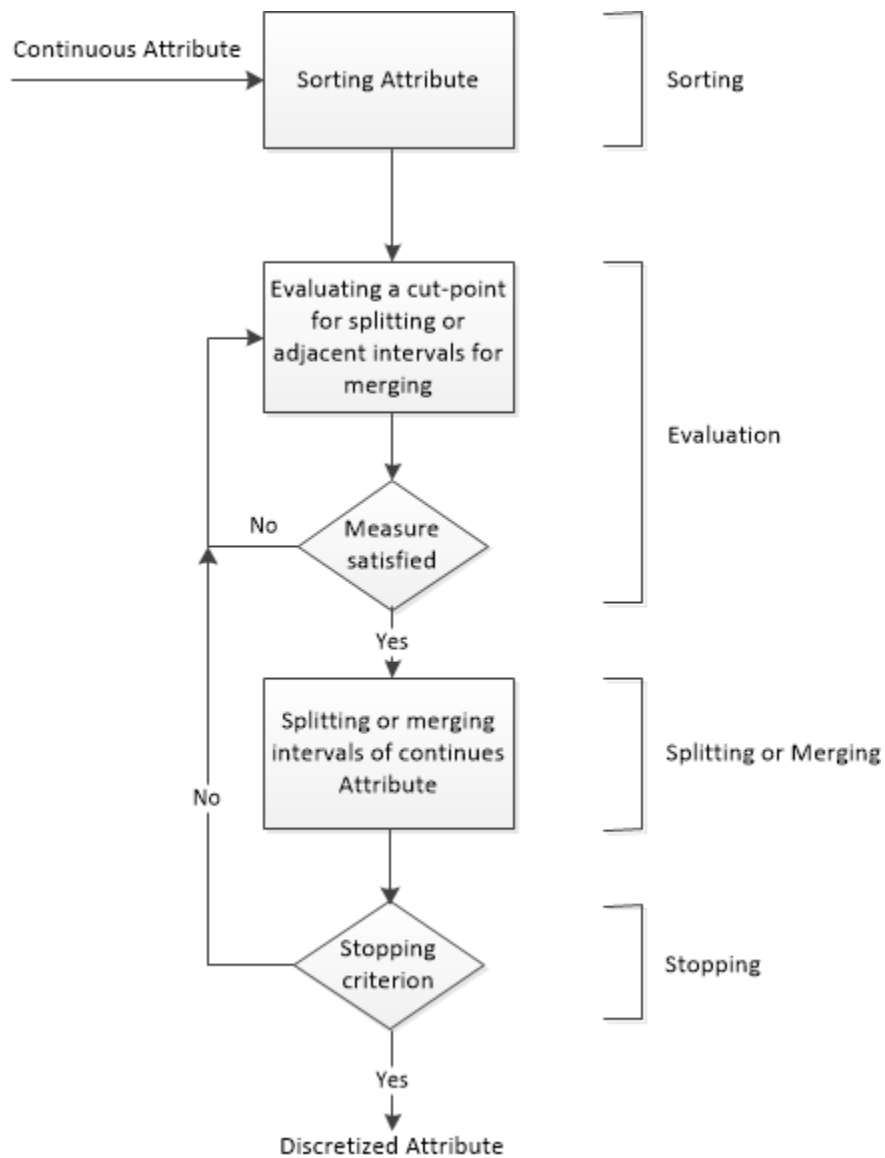 Continuous Attribute
Sorting Attribute
Sorting
Evaluating a cut-point
for splitting or
adjacent intervals for
merging
Evaluation
No
Measure
satisfied
Yes
Splitting or merging
intervals of continues
Attribute
Splitting or Merging
No
Stopping
criterion
Stopping
Yes
Discretized Attribute